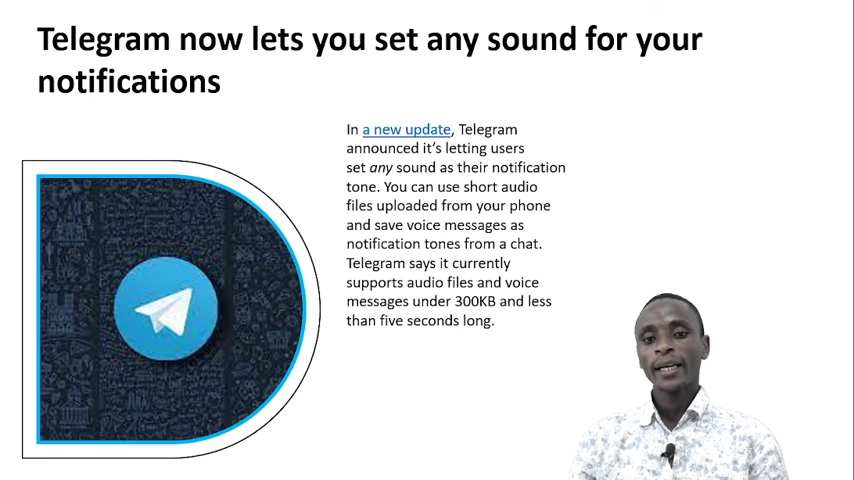 Telegram now lets you set any sound for your
notifications
In a new update, Telegram
announced it’s letting users
set any sound as their notification
tone. You can use short audio
files uploaded from your phone
and save voice messages as
notification tones from a chat.
Telegram says it currently
supports audio files and voice
messages under 300KB and less
than five seconds long.